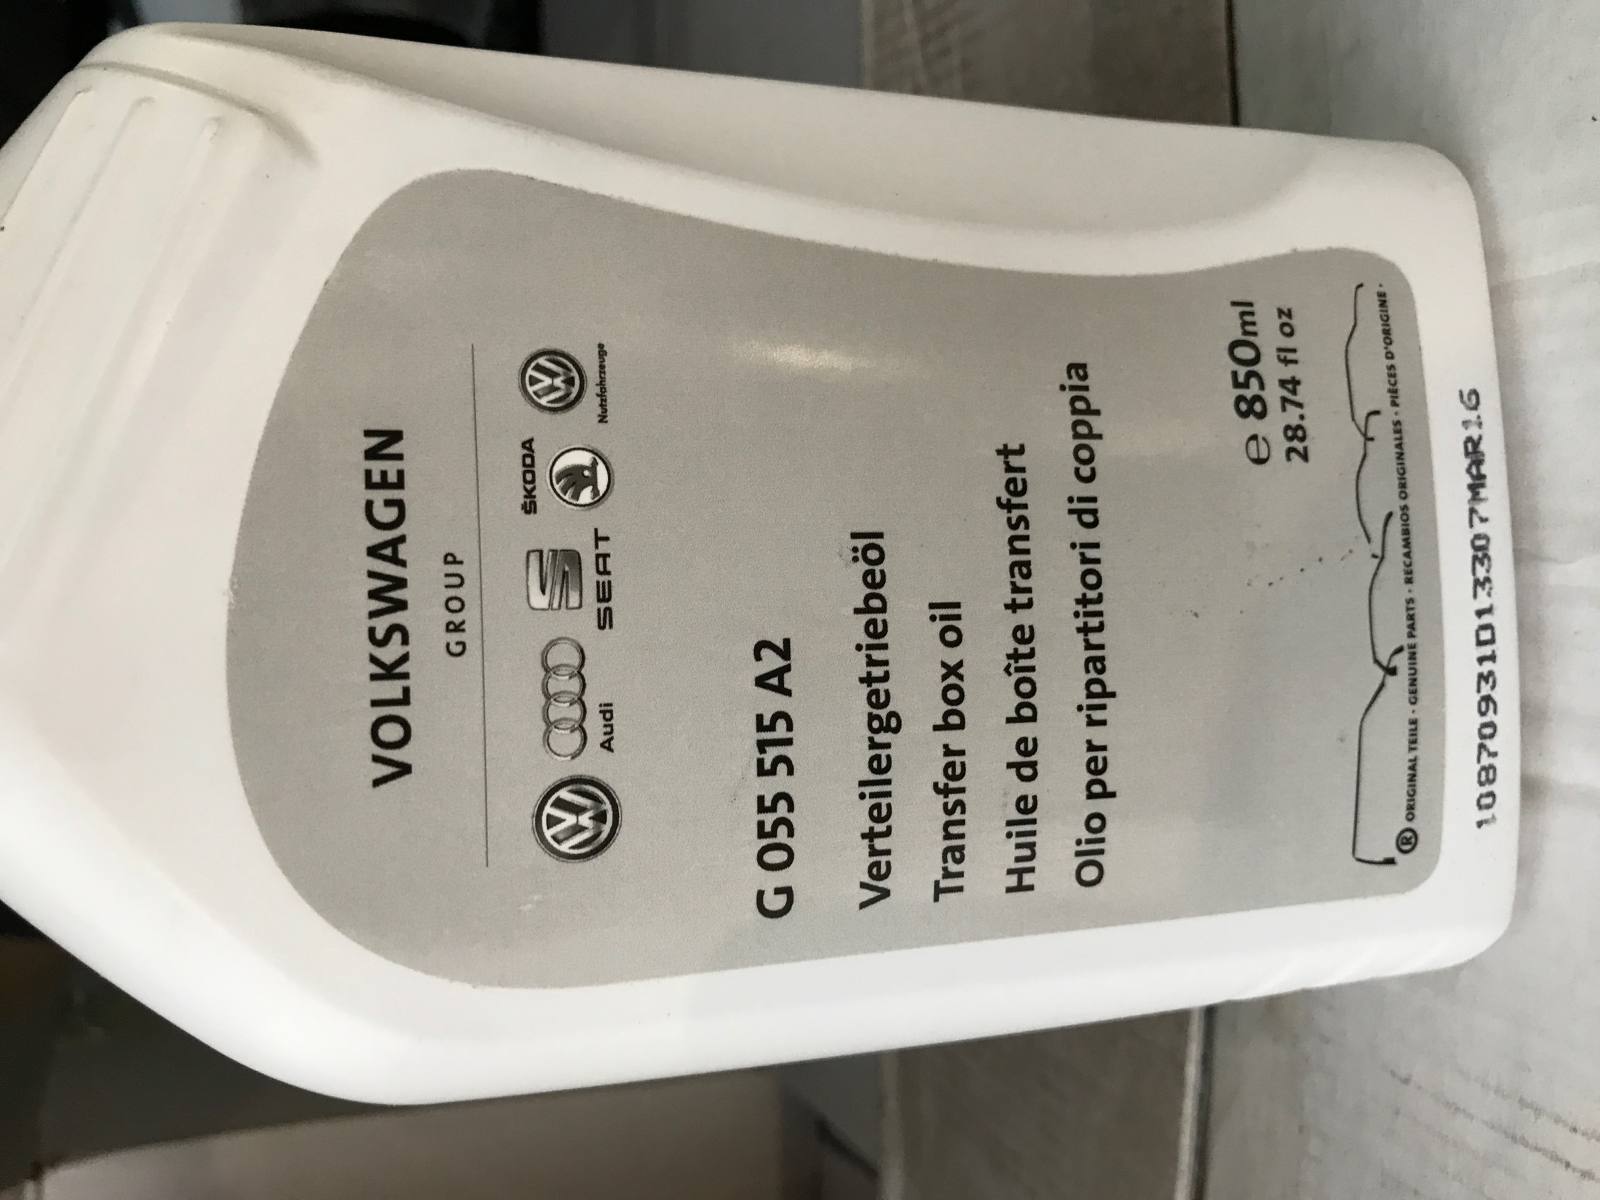 VOLKSWAGEN
GROUP
Audi
SEAT
ŠKODA
Nutzfahrzeuge
G 055 515 A2
Verteilergetriebeöl
Transfer box oil
Huile de boîte transfert
Olio per ripartitori di coppia
e 850ml
28.74 fl oz
® ORIGINAL TEILE · GENUINE PARTS · RECAMBIOS ORIGINALES · PIÈCES D'ORIGINE ·
10870931D13307MAR16